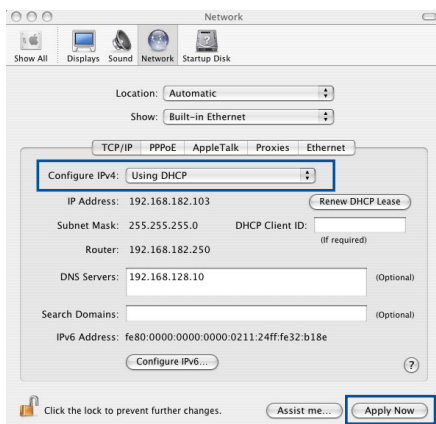 Network
Show All Displays Sound Network Startup Disk
Location: Automatic
Show: Built-in Ethernet
TCP/IP PPPoE AppleTalk Proxies Ethernet
Configure IPv4: Using DHCP
IP Address: 192.168.182.103 Renew DHCP Lease
Subnet Mask: 255.255.255.0 DHCP Client ID:
(If required)
Router: 192.168.182.250
DNS Servers: 192.168.128.10 (Optional)
Search Domains: (Optional)
IPv6 Address: fe80:0000:0000:0000:0211:24ff:fe32:b18e
Configure IPv6... ?
Click the lock to prevent further changes. Assist me... Apply Now